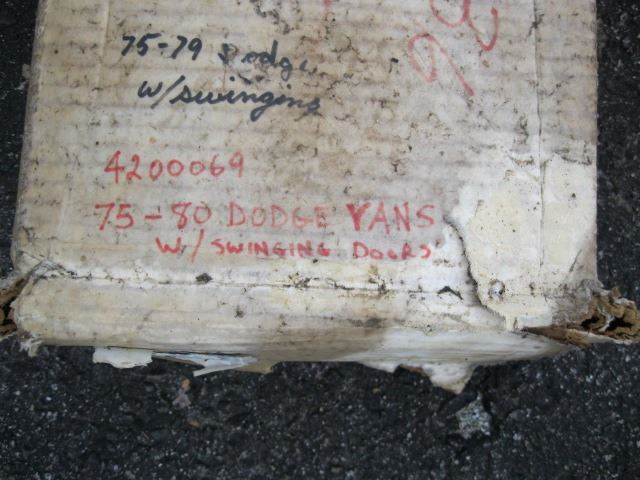 75-79 Dodge
w/swinging
4200069
75-80 DODGE VANS
W/ SWINGING DOORS